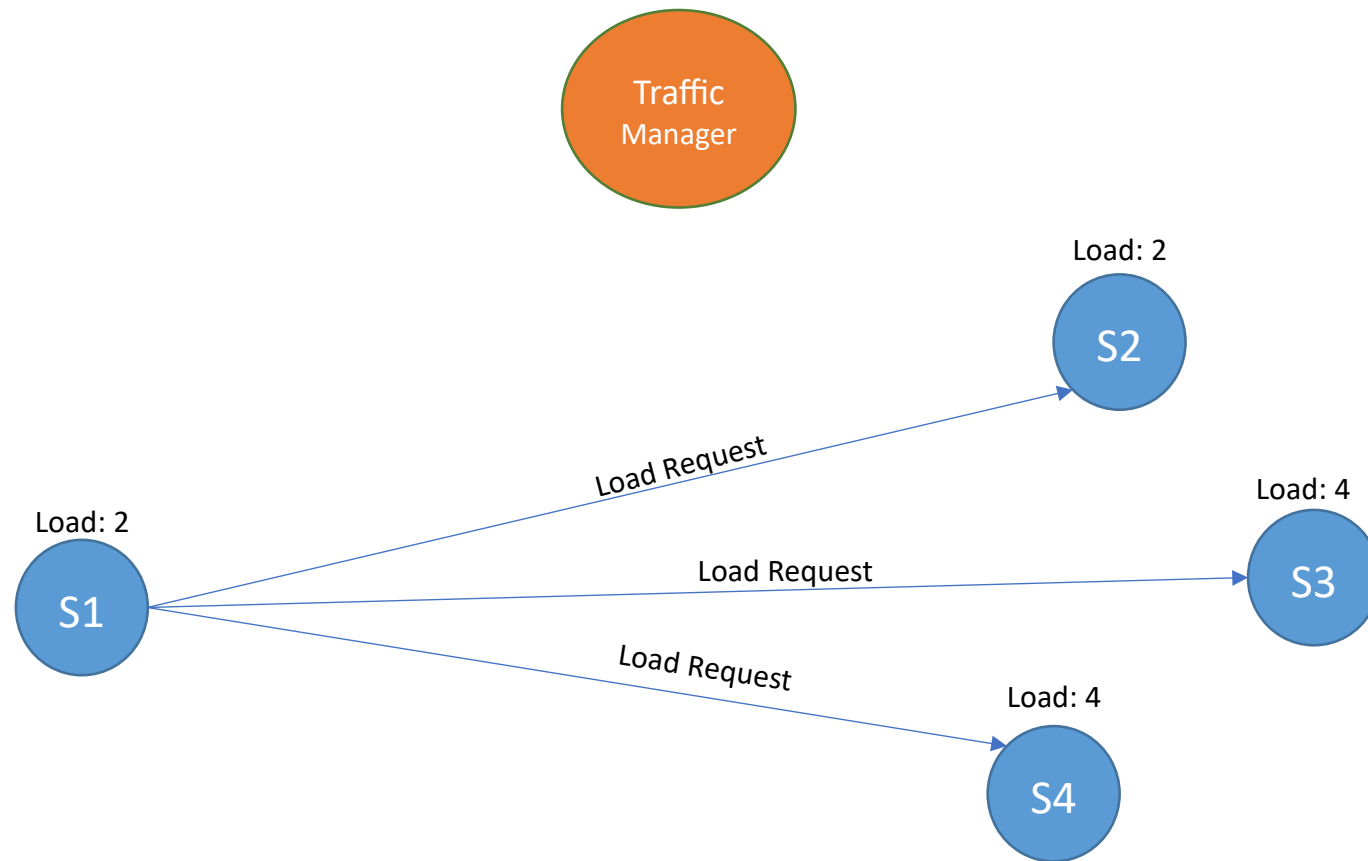 Traffic
Manager
Load: 2
S2
Load Request
Load: 4
Load: 2
Load Request
S3
S1
Load Request
Load: 4
S4